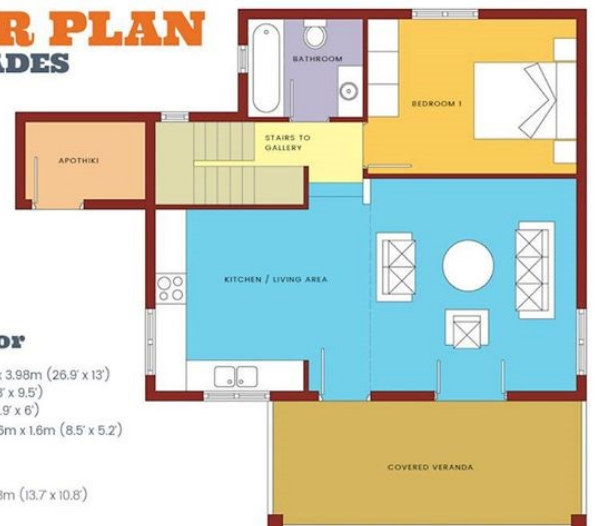 R PLAN
ADES
BATHROOM
BEDROOM 1
STAIRS TO
GALLERY
APOTHIKI
KITCHEN / LIVING AREA
or
x 3.98m (26.9' x 13')
' x 9.5')
.9' x 6')
6m x 1.6m (8.5' x 5.2')
COVERED VERANDA
3m (13.7' x 10.8')